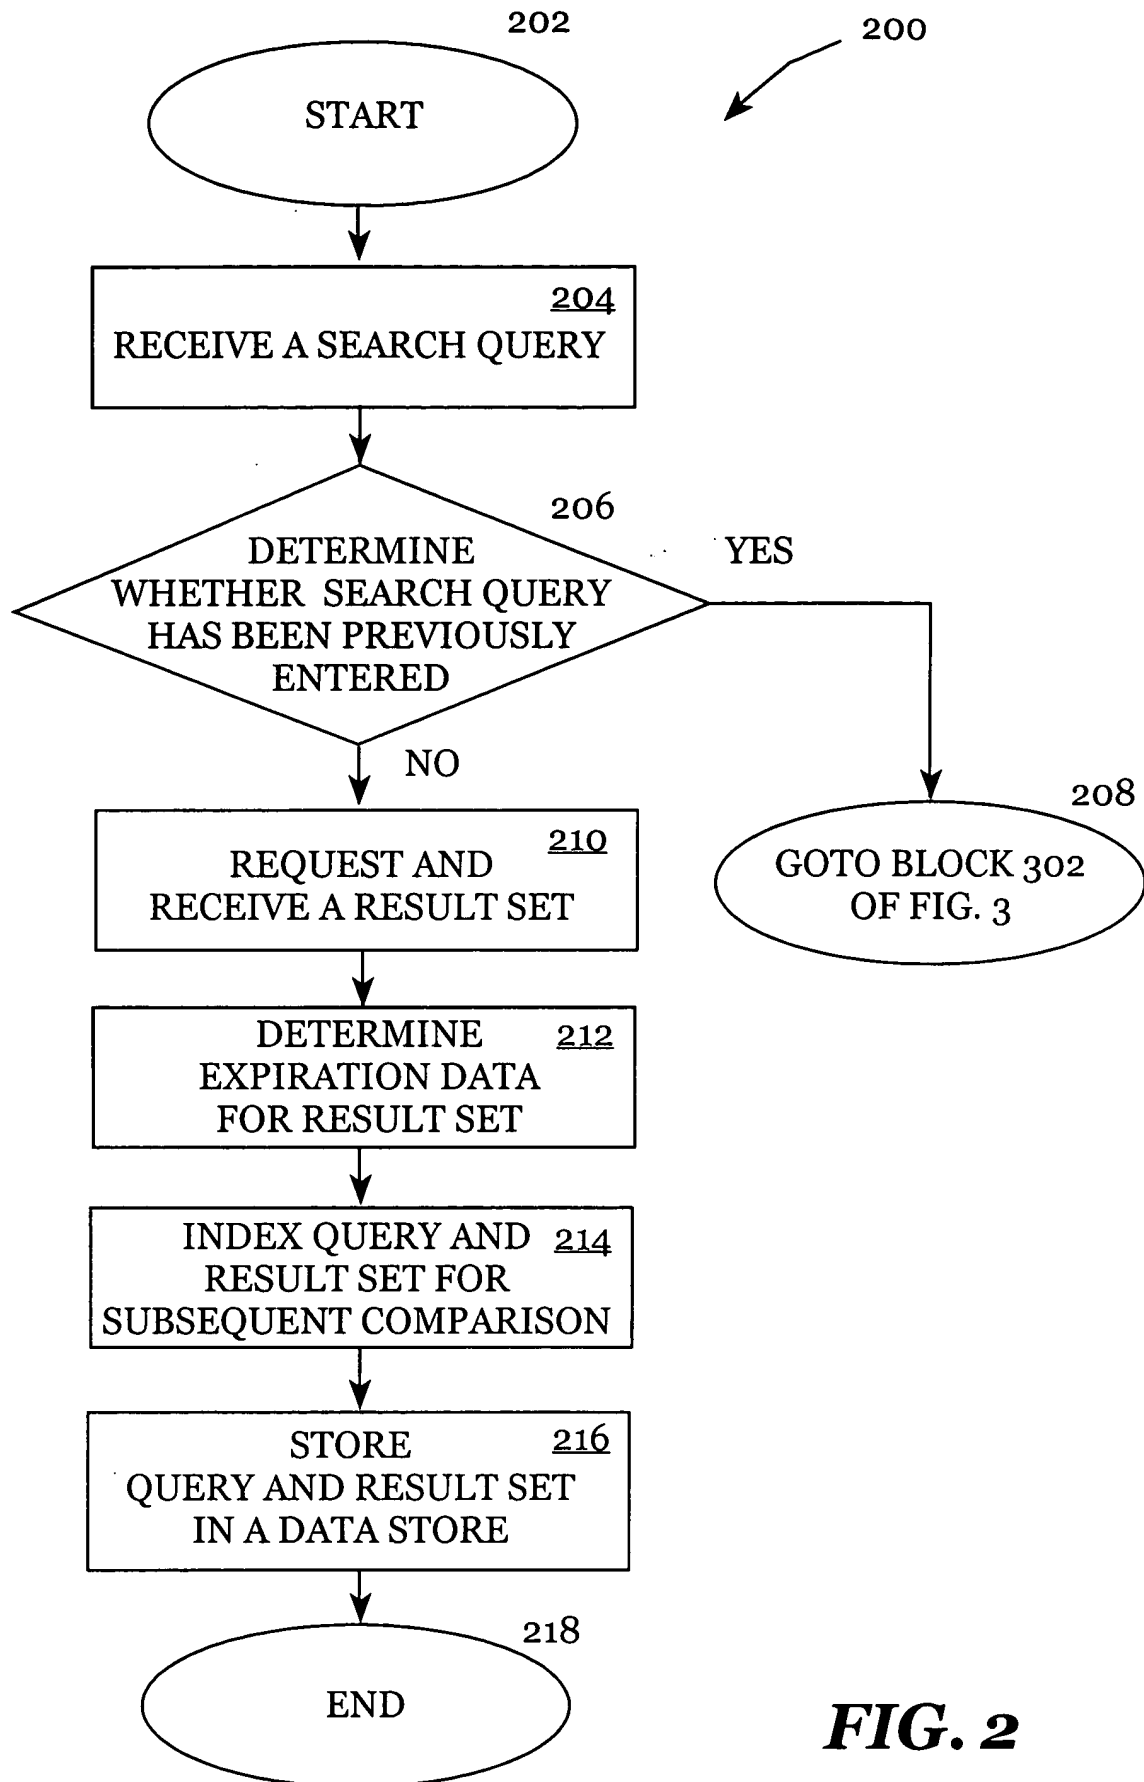 202
200
START
204
RECEIVE A SEARCH QUERY
206
DETERMINE
WHETHER SEARCH QUERY
HAS BEEN PREVIOUSLY
ENTERED
YES
NO
208
GOTO BLOCK 302
OF FIG. 3
210
REQUEST AND
RECEIVE A RESULT SET
DETERMINE 212
EXPIRATION DATA
FOR RESULT SET
INDEX QUERY AND 214
RESULT SET FOR
SUBSEQUENT COMPARISON
STORE 216
QUERY AND RESULT SET
IN A DATA STORE
218
END
FIG. 2